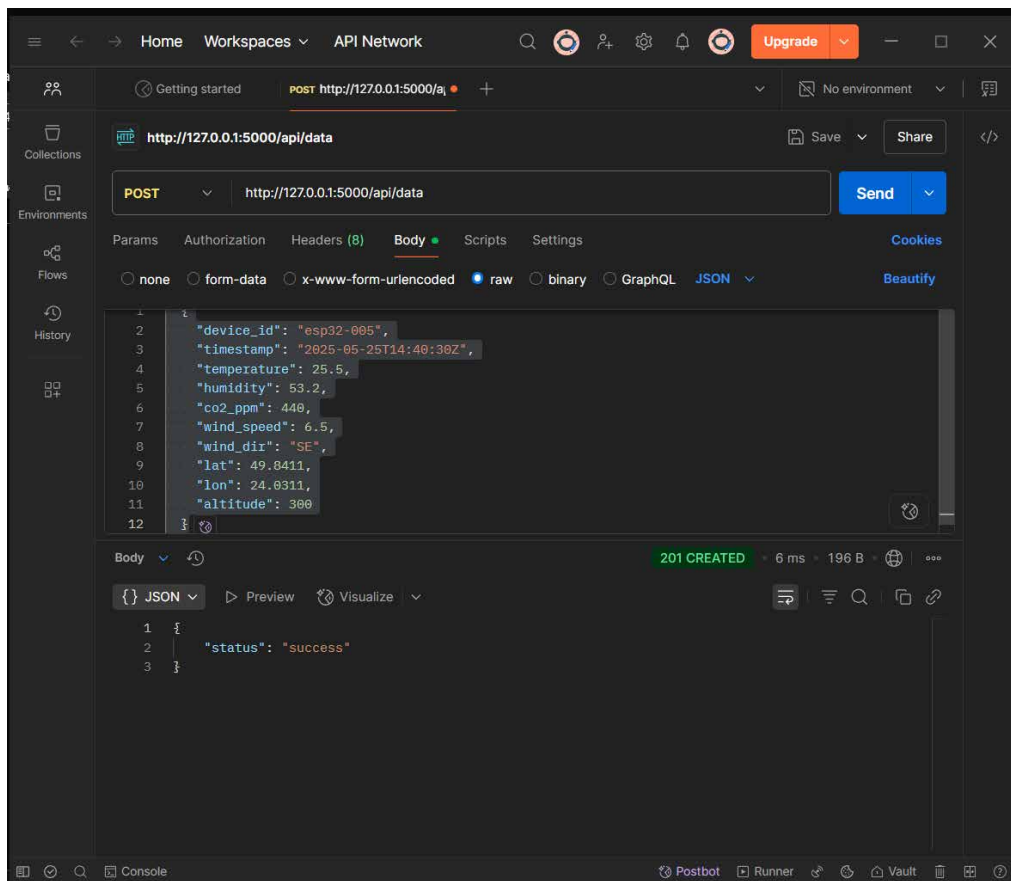 Home Workspaces API Network Upgrade
Getting started POST http://127.0.0.1:5000/a No environment
http://127.0.0.1:5000/api/data Save Share
Collections
POST http://127.0.0.1:5000/api/data Send
Environments
Params Authorization Headers (8) Body Scripts Settings Cookies
Flows
none form-data x-www-form-urlencoded raw binary GraphQL JSON Beautify
History
1 {
2 "device_id": "esp32-005",
3 "timestamp": "2025-05-25T14:40:30Z",
4 "temperature": 25.5,
5 "humidity": 53.2,
6 "co2_ppm": 440,
7 "wind_speed": 6.5,
8 "wind_dir": "SE",
9 "lat": 49.8411,
10 "lon": 24.0311,
11 "altitude": 300
12 }
Body 201 CREATED 6 ms 196 B
{} JSON Preview Visualize
1 {
2 "status": "success"
3 }
Console Postbot Runner Vault